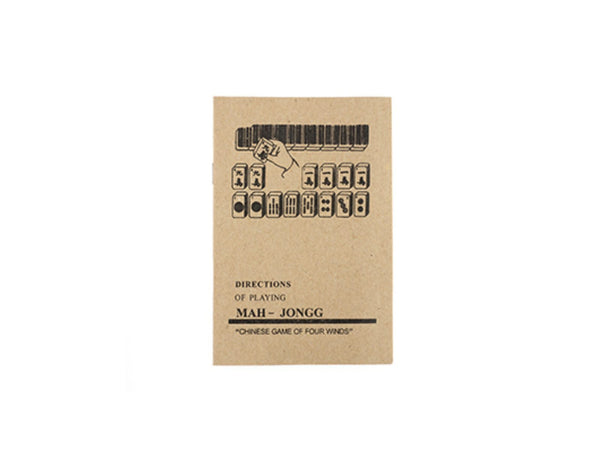 DIRECTIONS
OF PLAYING
MAH - JONGG
"CHINESE GAME OF FOUR WINDS"